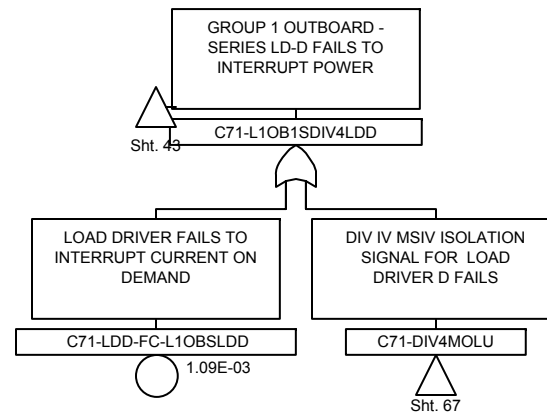 GROUP 1 OUTBOARD -
SERIES LD-D FAILS TO
INTERRUPT POWER
C71-L1OB1SDIV4LDD
Sht. 43
LOAD DRIVER FAILS TO
INTERRUPT CURRENT ON
DEMAND
C71-LDD-FC-L1OBSLDD
1.09E-03
DIV IV MSIV ISOLATION
SIGNAL FOR LOAD
DRIVER D FAILS
C71-DIV4MOLU
Sht. 67